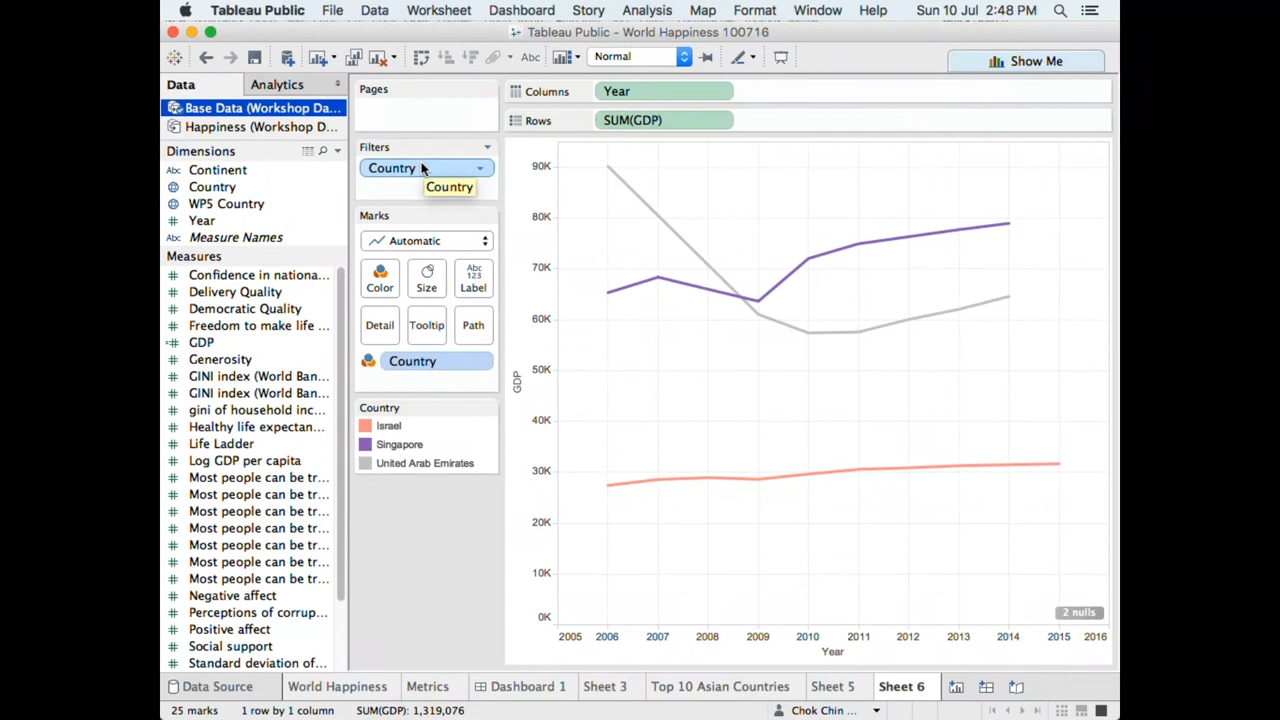 Tableau Public File Data Worksheet Dashboard Story Analysis Map Format Window Help Sun 10 Jul 2:48 PM
Tableau Public - World Happiness 100716
Abc Normal Show Me
Data Analytics
Base Data (Workshop Da...
Happiness (Workshop D...
Dimensions
Abc Continent
Country
WP5 Country
# Year
Abc Measure Names
Measures
# Confidence in nationa...
# Delivery Quality
# Democratic Quality
# Freedom to make life ...
=# GDP
# Generosity
# GINI index (World Ban...
# GINI index (World Ban...
# gini of household inc...
# Healthy life expectan...
# Life Ladder
# Log GDP per capita
# Most people can be tr...
# Most people can be tr...
# Most people can be tr...
# Most people can be tr...
# Most people can be tr...
# Most people can be tr...
# Most people can be tr...
# Negative affect
# Perceptions of corrup...
# Positive affect
# Social support
# Standard deviation of...
Pages
Filters
Country
Country
Marks
Automatic
Color Size Abc 123 Label
Detail Tooltip Path
Country
Country
Israel
Singapore
United Arab Emirates
Columns Year
Rows SUM(GDP)
90K
80K
70K
60K
50K
40K
30K
20K
10K
0K
GDP
2 nulls
2005 2006 2007 2008 2009 2010 2011 2012 2013 2014 2015 2016
Year
Data Source World Happiness Metrics Dashboard 1 Sheet 3 Top 10 Asian Countries Sheet 5 Sheet 6
25 marks 1 row by 1 column SUM(GDP): 1,319,076 Chok Chin ...